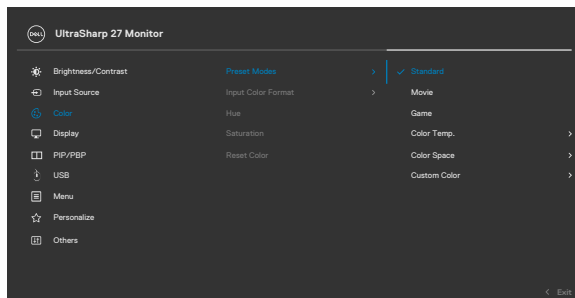 DELL UltraSharp 27 Monitor
Brightness/Contrast Preset Modes > ✓ Standard
Input Source Input Color Format > Movie
Color Hue Game
Display Saturation Color Temp. >
PIP/PBP Reset Color Color Space >
USB Custom Color >
Menu
Personalize
Others
< Exit